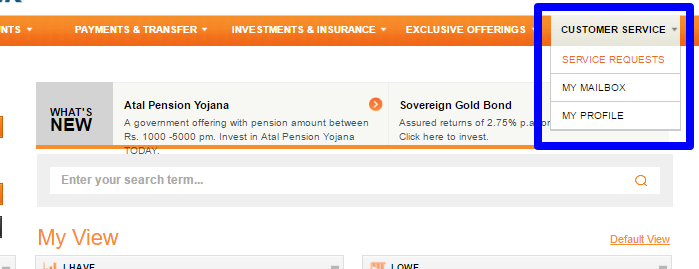 PAYMENTS & TRANSFER
INVESTMENTS & INSURANCE
EXCLUSIVE OFFERINGS
CUSTOMER SERVICE
SERVICE REQUESTS
MY MAILBOX
MY PROFILE
WHAT'S
NEW
Atal Pension Yojana
A government offering with pension amount between
Rs. 1000 -5000 pm. Invest in Atal Pension Yojana
TODAY.
Sovereign Gold Bond
Assured returns of 2.75% p.a
Click here to invest.
Enter your search term...
My View
Default View
I HAVE
I OWE